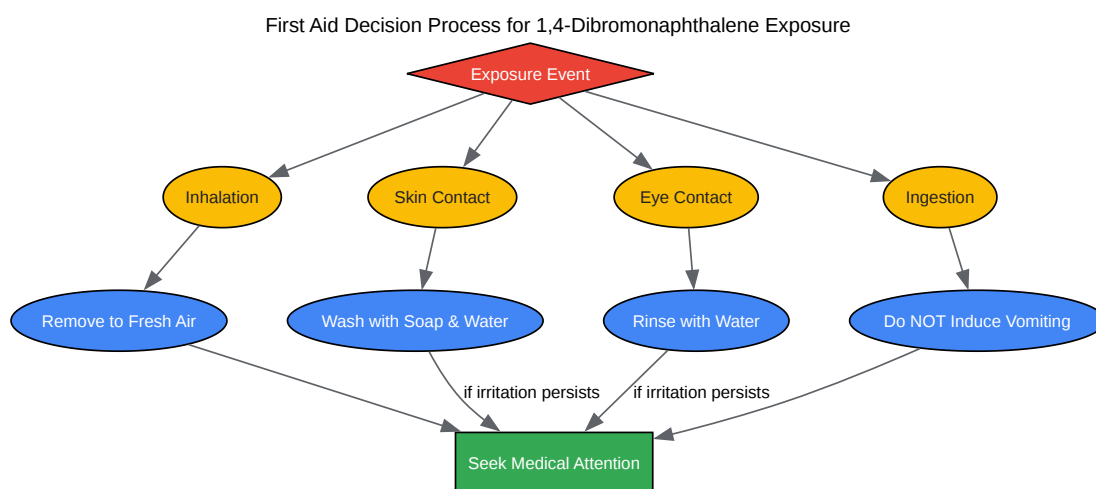 First Aid Decision Process for 1,4-Dibromonaphthalene Exposure
Exposure Event
Inhalation
Skin Contact
Eye Contact
Ingestion
Remove to Fresh Air
Wash with Soap & Water
Rinse with Water
Do NOT Induce Vomiting
if irritation persists
if irritation persists
Seek Medical Attention